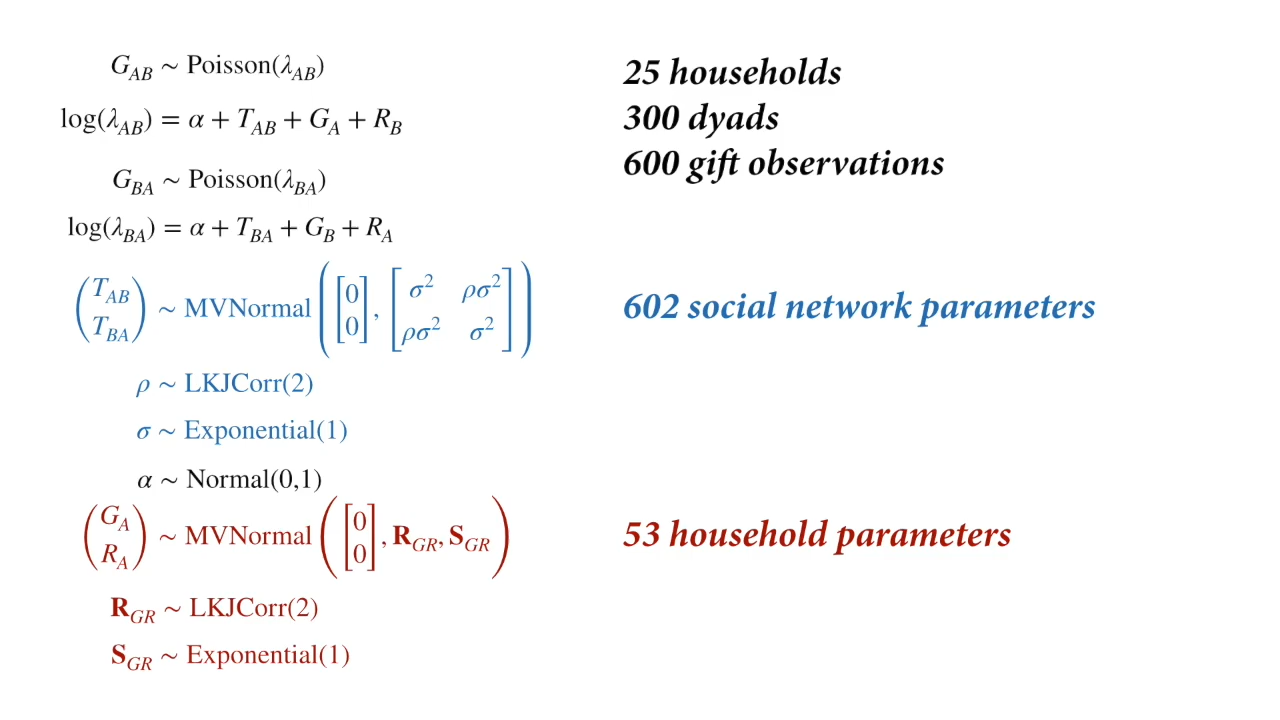 G_AB ~ Poisson(λ_AB)
log(λ_AB) = α + T_AB + G_A + R_B
G_BA ~ Poisson(λ_BA)
log(λ_BA) = α + T_BA + G_B + R_A
(T_AB T_BA) ~ MVNormal([0 0], [σ² ρσ² ρσ² σ²])
ρ ~ LKJCorr(2)
σ ~ Exponential(1)
α ~ Normal(0,1)
(G_A R_A) ~ MVNormal([0 0], R_GR, S_GR)
R_GR ~ LKJCorr(2)
S_GR ~ Exponential(1)
25 households
300 dyads
600 gift observations
602 social network parameters
53 household parameters